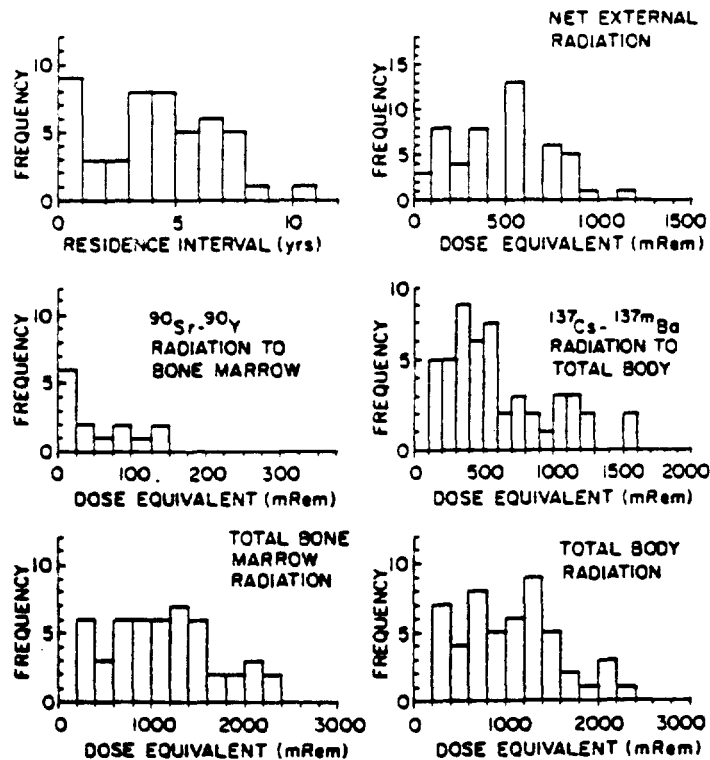 FREQUENCY
10
5
0
0 5 10
RESIDENCE INTERVAL (yrs)
NET EXTERNAL
RADIATION
FREQUENCY
15
10
5
0
0 500 1000 1500
DOSE EQUIVALENT (mRem)
⁹⁰Sr-⁹⁰Y
RADIATION TO
BONE MARROW
FREQUENCY
10
5
0
0 100 200 300
DOSE EQUIVALENT (mRem)
¹³⁷Cs-¹³⁷ᵐBa
RADIATION TO
TOTAL BODY
FREQUENCY
10
5
0
0 500 1000 1500 2000
DOSE EQUIVALENT (mRem)
TOTAL BONE
MARROW
RADIATION
FREQUENCY
10
5
0
0 1000 2000 3000
DOSE EQUIVALENT (mRem)
TOTAL BODY
RADIATION
FREQUENCY
10
5
0
0 1000 2000 3000
DOSE EQUIVALENT (mRem)